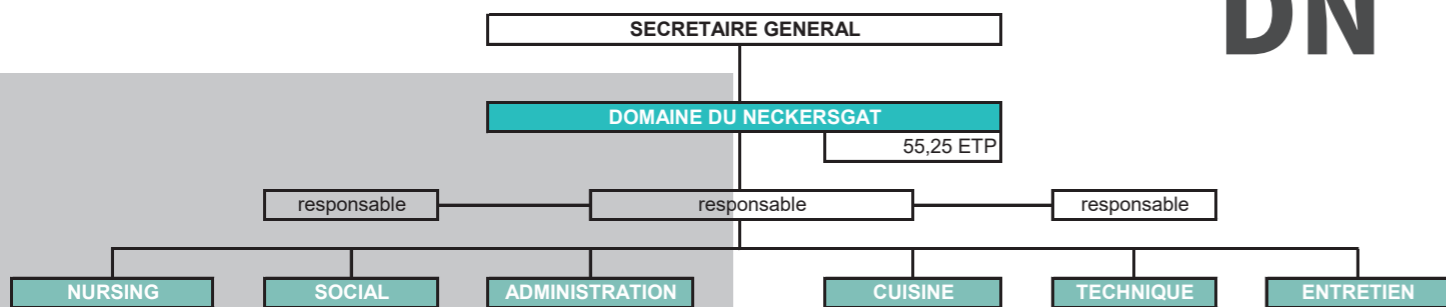 DN
SECRETAIRE GENERAL
DOMAINE DU NECKERSGAT
55,25 ETP
responsable responsable responsable
NURSING SOCIAL ADMINISTRATION CUISINE TECHNIQUE ENTRETIEN